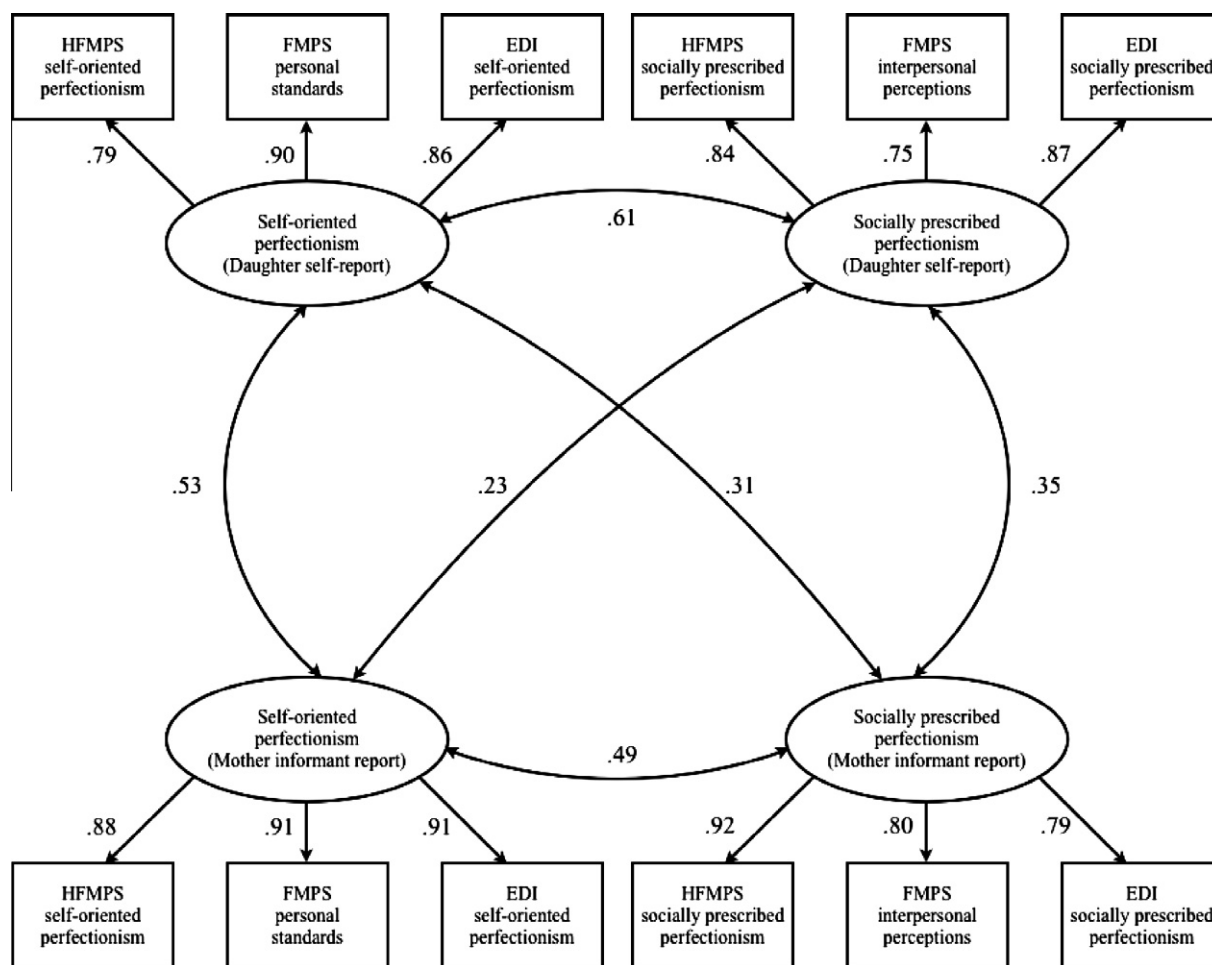 HFMPS
self-oriented
perfectionism
FMPS
personal
standards
EDI
self-oriented
perfectionism
HFMPS
socially prescribed
perfectionism
FMPS
interpersonal
perceptions
EDI
socially prescribed
perfectionism
.79
.90
.86
.84
.75
.87
Self-oriented
perfectionism
(Daughter self-report)
.61
Socially prescribed
perfectionism
(Daughter self-report)
.53
.23
.31
.35
Self-oriented
perfectionism
(Mother informant report)
.49
Socially prescribed
perfectionism
(Mother informant report)
.88
.91
.91
.92
.80
.79
HFMPS
self-oriented
perfectionism
FMPS
personal
standards
EDI
self-oriented
perfectionism
HFMPS
socially prescribed
perfectionism
FMPS
interpersonal
perceptions
EDI
socially prescribed
perfectionism